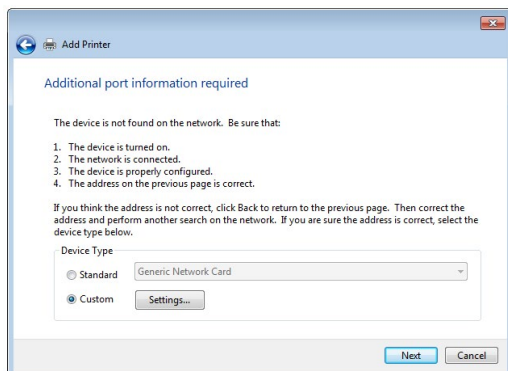 Add Printer
Additional port information required
The device is not found on the network. Be sure that:
1. The device is turned on.
2. The network is connected.
3. The device is properly configured.
4. The address on the previous page is correct.
If you think the address is not correct, click Back to return to the previous page. Then correct the
address and perform another search on the network. If you are sure the address is correct, select the
device type below.
Device Type
Standard
Generic Network Card
Custom
Settings...
Next
Cancel